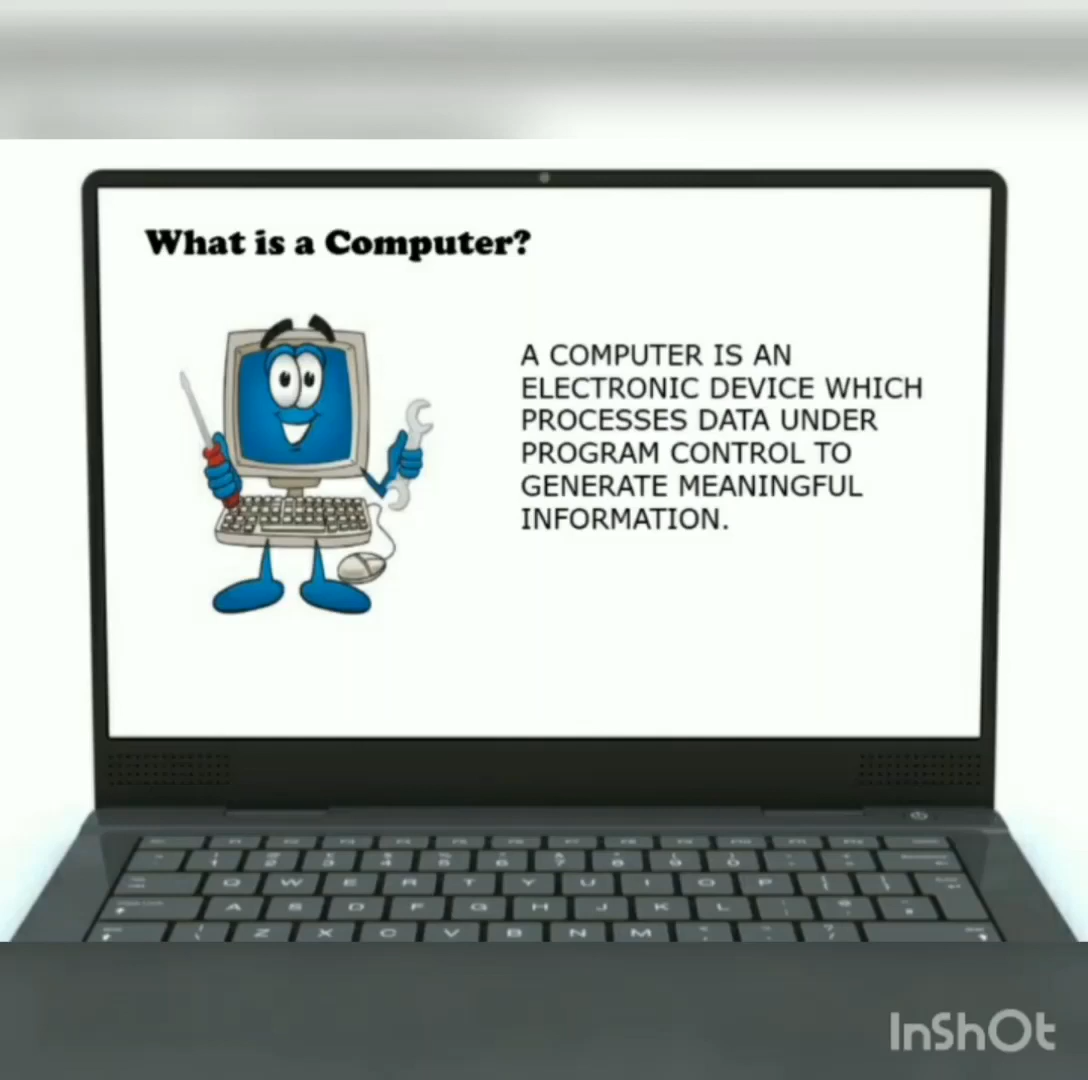 What is a Computer?
A COMPUTER IS AN
ELECTRONIC DEVICE WHICH
PROCESSES DATA UNDER
PROGRAM CONTROL TO
GENERATE MEANINGFUL
INFORMATION.
Q W E R T Y U I O P
A S D F G H J K L
Z X C V B N M
InShOt